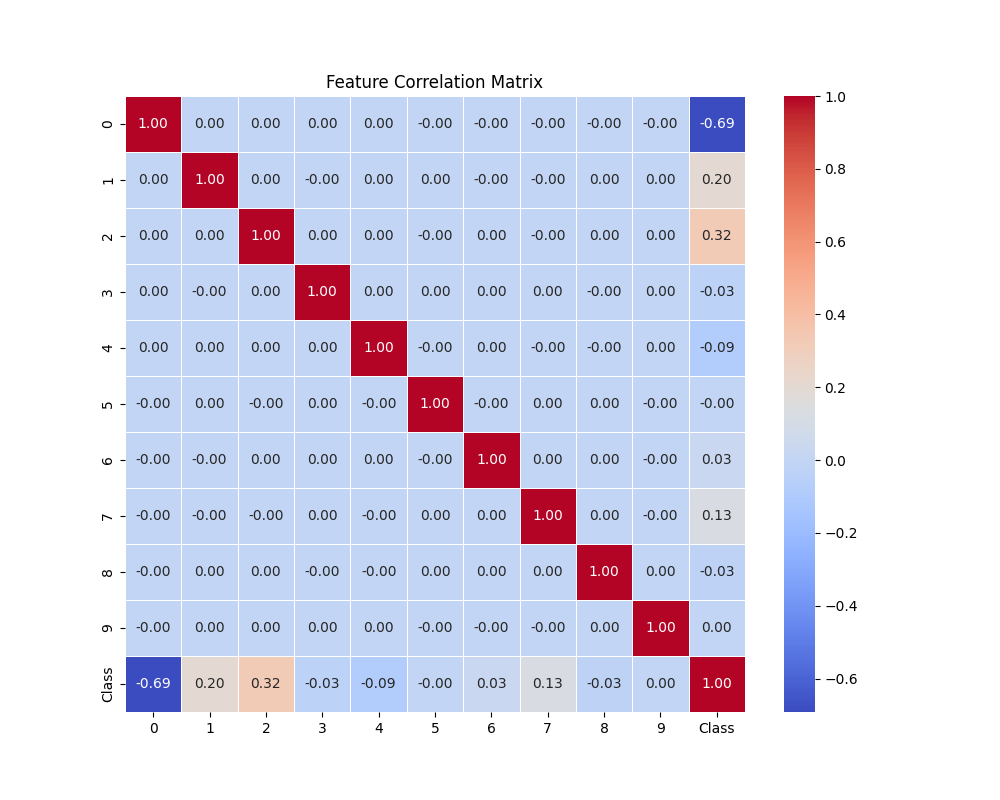 Feature Correlation Matrix
0 1.00 0.00 0.00 0.00 0.00 -0.00 -0.00 -0.00 -0.00 -0.00 -0.69
1 0.00 1.00 0.00 -0.00 0.00 0.00 -0.00 -0.00 0.00 0.00 0.20
2 0.00 0.00 1.00 0.00 0.00 -0.00 0.00 -0.00 0.00 0.00 0.32
3 0.00 -0.00 0.00 1.00 0.00 0.00 0.00 0.00 -0.00 0.00 -0.03
4 0.00 0.00 0.00 0.00 1.00 -0.00 0.00 -0.00 -0.00 0.00 -0.09
5 -0.00 0.00 -0.00 0.00 -0.00 1.00 -0.00 0.00 0.00 -0.00 -0.00
6 -0.00 -0.00 0.00 0.00 0.00 -0.00 1.00 0.00 0.00 -0.00 0.03
7 -0.00 -0.00 -0.00 0.00 -0.00 0.00 0.00 1.00 0.00 -0.00 0.13
8 -0.00 0.00 0.00 -0.00 -0.00 0.00 0.00 0.00 1.00 0.00 -0.03
9 -0.00 0.00 0.00 0.00 0.00 -0.00 -0.00 -0.00 0.00 1.00 0.00
Class -0.69 0.20 0.32 -0.03 -0.09 -0.00 0.03 0.13 -0.03 0.00 1.00
0 1 2 3 4 5 6 7 8 9 Class
1.0
0.8
0.6
0.4
0.2
0.0
−0.2
−0.4
−0.6